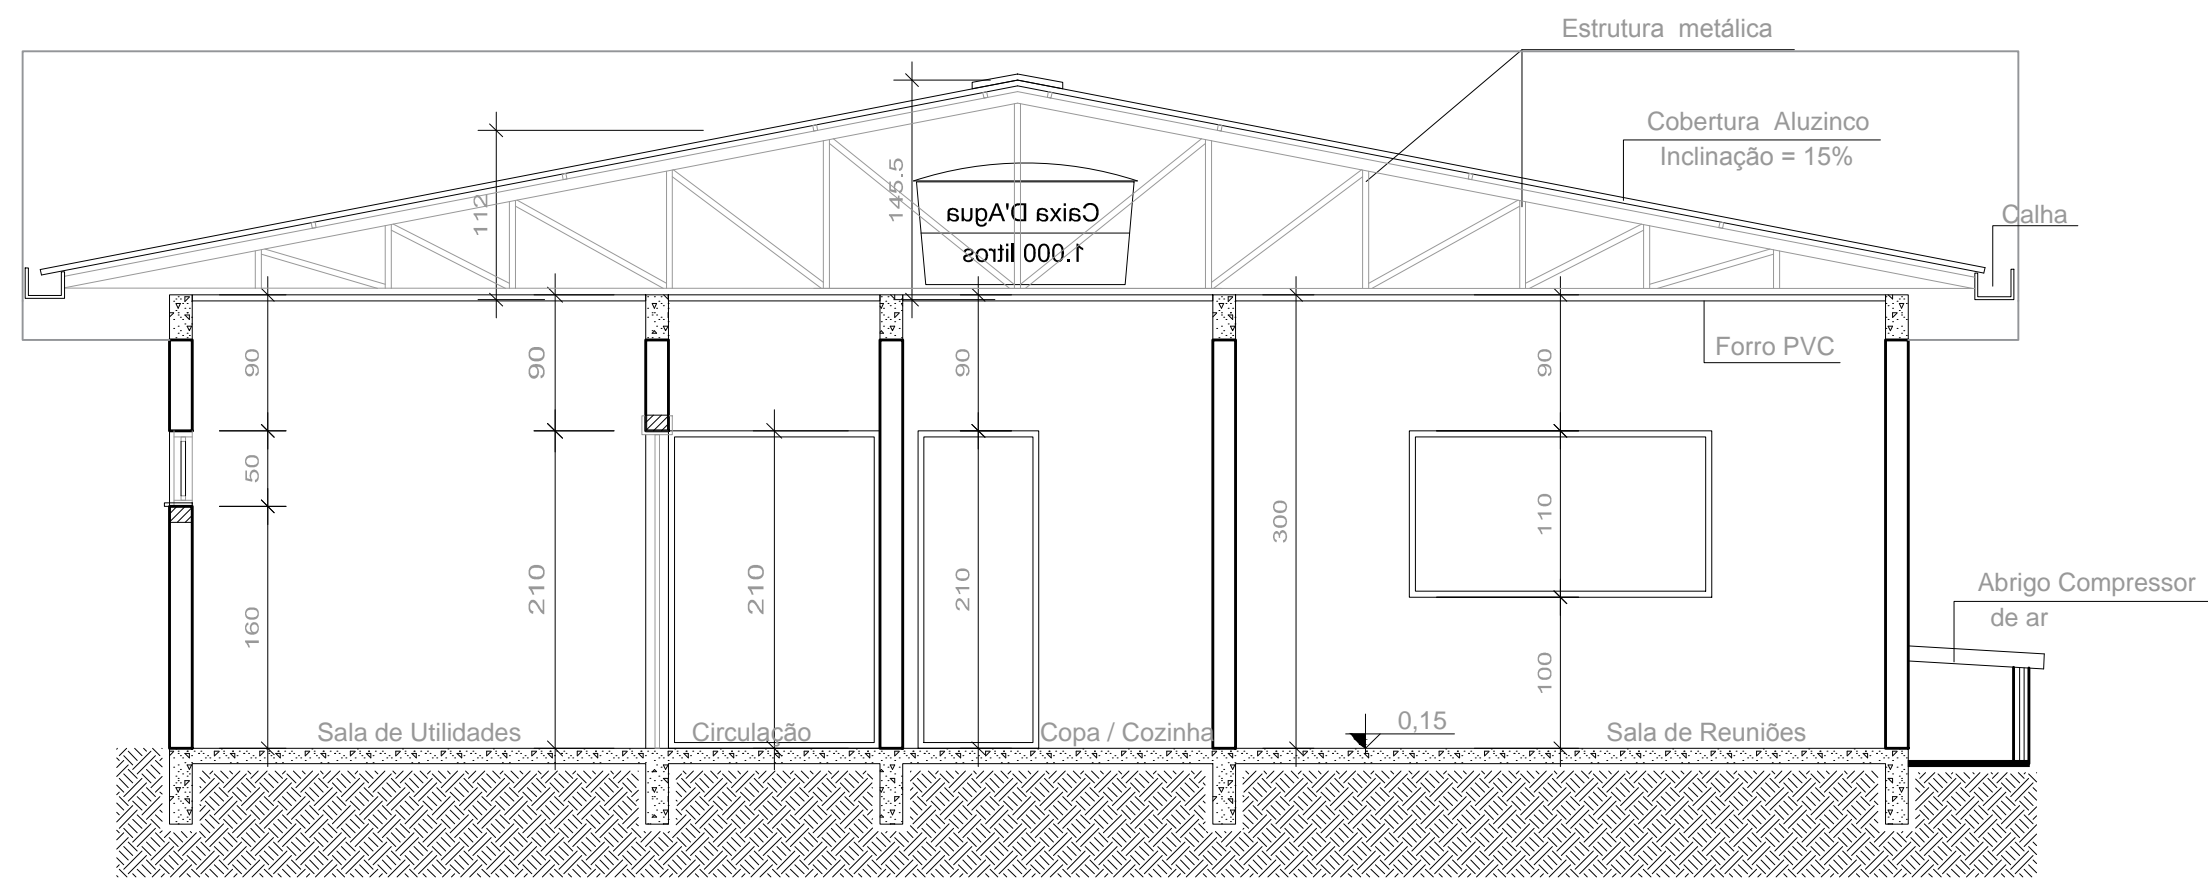 Estrutura metálica
Cobertura Aluzinco
Inclinação = 15%
Calha
145.5
112
Caixa D'Agua
1.000 litros
Forro PVC
90
90
90
90
50
300
110
160
210
210
210
100
Abrigo Compressor
de ar
0,15
Sala de Utilidades
Circulação
Copa / Cozinha
Sala de Reuniões